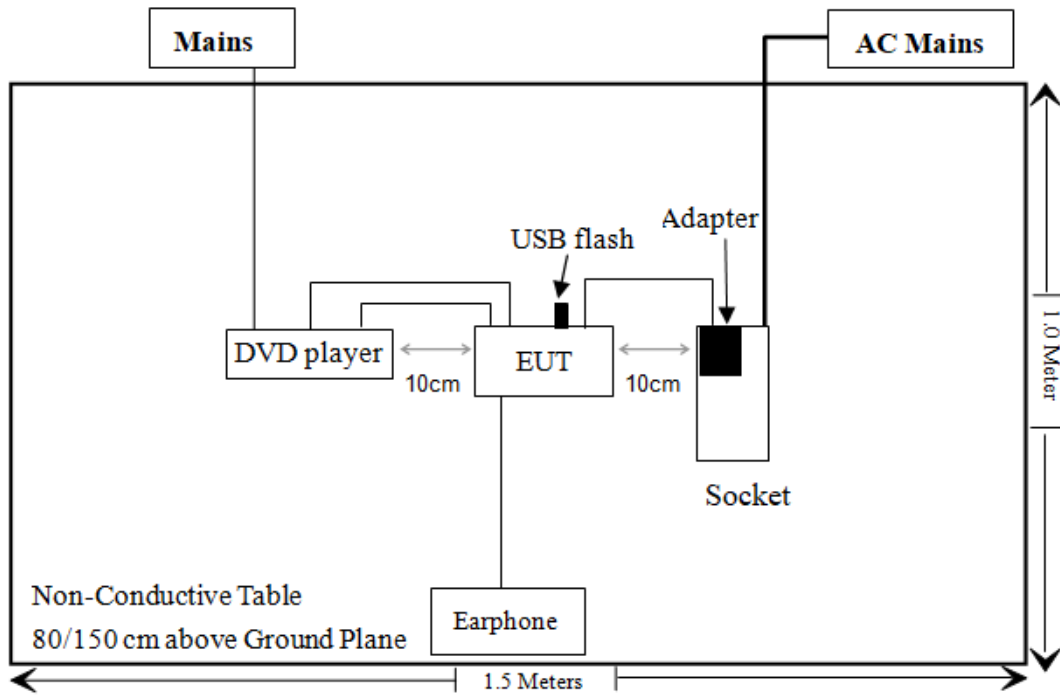 Mains
AC Mains
Adapter
USB flash
DVD player
10cm
EUT
10cm
Socket
1.0 Meter
Non-Conductive Table
80/150 cm above Ground Plane
Earphone
1.5 Meters